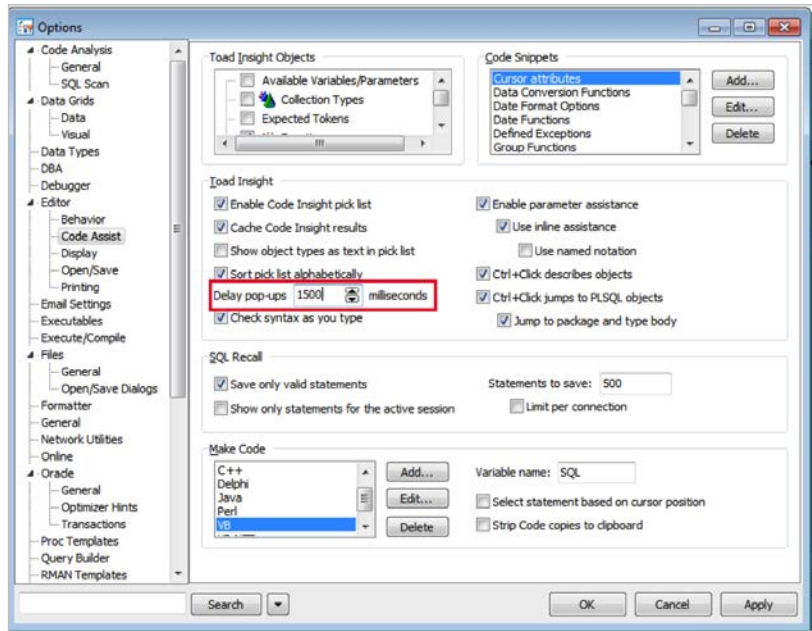 Options
Code Analysis
General
SQL Scan
Data Grids
Data
Visual
Data Types
DBA
Debugger
Editor
Behavior
Code Assist
Display
Open/Save
Printing
Email Settings
Executables
Execute/Compile
Files
General
Open/Save Dialogs
Formatter
General
Network Utilities
Online
Oracle
General
Optimizer Hints
Transactions
Proc Templates
Query Builder
RMAN Templates
Toad Insight Objects
Available Variables/Parameters
Collection Types
Expected Tokens
Code Snippets
Cursor attributes
Data Conversion Functions
Date Format Options
Date Functions
Defined Exceptions
Group Functions
Add...
Edit...
Delete
Toad Insight
Enable Code Insight pick list
Cache Code Insight results
Show object types as text in pick list
Sort pick list alphabetically
Delay pop-ups 1500 milliseconds
Check syntax as you type
Enable parameter assistance
Use inline assistance
Use named notation
Ctrl+Click describes objects
Ctrl+Click jumps to PLSQL objects
Jump to package and type body
SQL Recall
Save only valid statements
Show only statements for the active session
Statements to save: 500
Limit per connection
Make Code
C++
Delphi
Java
Perl
VB
Add...
Edit...
Delete
Variable name: SQL
Select statement based on cursor position
Strip Code copies to clipboard
Search
OK
Cancel
Apply